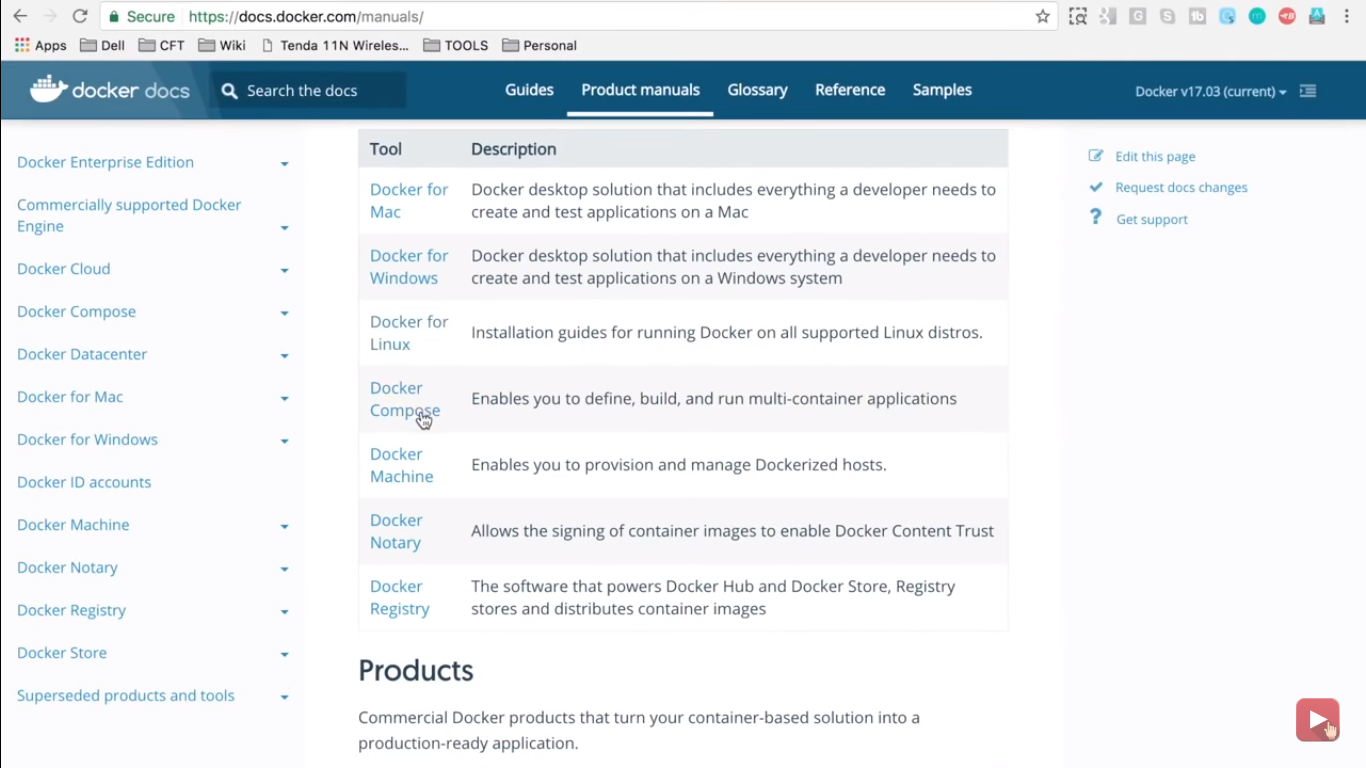 Secure https://docs.docker.com/manuals/
Apps Dell CFT Wiki Tenda 11N Wireles... TOOLS Personal
docker docs Search the docs Guides Product manuals Glossary Reference Samples Docker v17.03 (current)
Docker Enterprise Edition
Commercially supported Docker
Engine
Docker Cloud
Docker Compose
Docker Datacenter
Docker for Mac
Docker for Windows
Docker ID accounts
Docker Machine
Docker Notary
Docker Registry
Docker Store
Superseded products and tools
Tool Description
Docker for
Mac
Docker desktop solution that includes everything a developer needs to
create and test applications on a Mac
Docker for
Windows
Docker desktop solution that includes everything a developer needs to
create and test applications on a Windows system
Docker for
Linux
Installation guides for running Docker on all supported Linux distros.
Docker
Compose
Enables you to define, build, and run multi-container applications
Docker
Machine
Enables you to provision and manage Dockerized hosts.
Docker
Notary
Allows the signing of container images to enable Docker Content Trust
Docker
Registry
The software that powers Docker Hub and Docker Store, Registry
stores and distributes container images
Products
Commercial Docker products that turn your container-based solution into a
production-ready application.
Edit this page
Request docs changes
? Get support